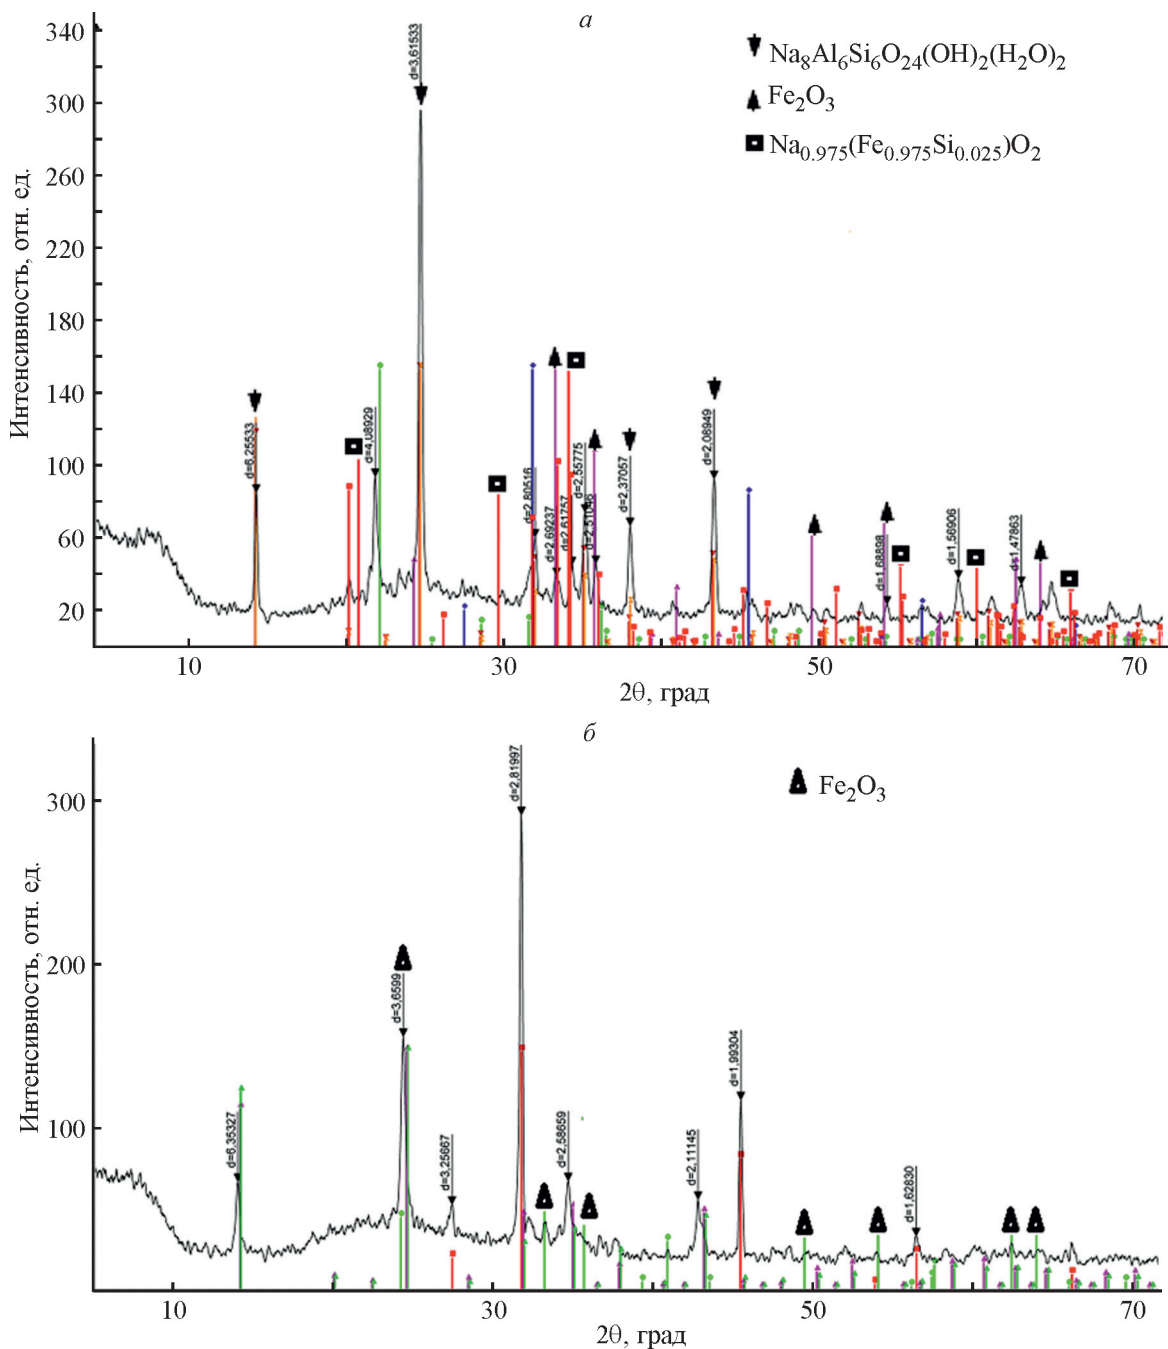 а
340
300
260
220
180
140
100
60
20
Интенсивность, отн. ед.
Na8Al6Si6O24(OH)2(H2O)2
Fe2O3
Na0.975(Fe0.975Si0.025)O2
d=6,25533
d=4,08929
d=3,61533
d=2,80516
d=2,69237
d=2,61757
d=2,55775
d=2,51046
d=2,37057
d=2,08949
d=1,68898
d=1,56906
d=1,47863
10
30
50
70
2θ, град
б
300
200
100
Интенсивность, отн. ед.
Fe2O3
d=6,35327
d=3,6599
d=3,25667
d=2,81997
d=2,58659
d=2,11145
d=1,99304
d=1,62830
10
30
50
70
2θ, град